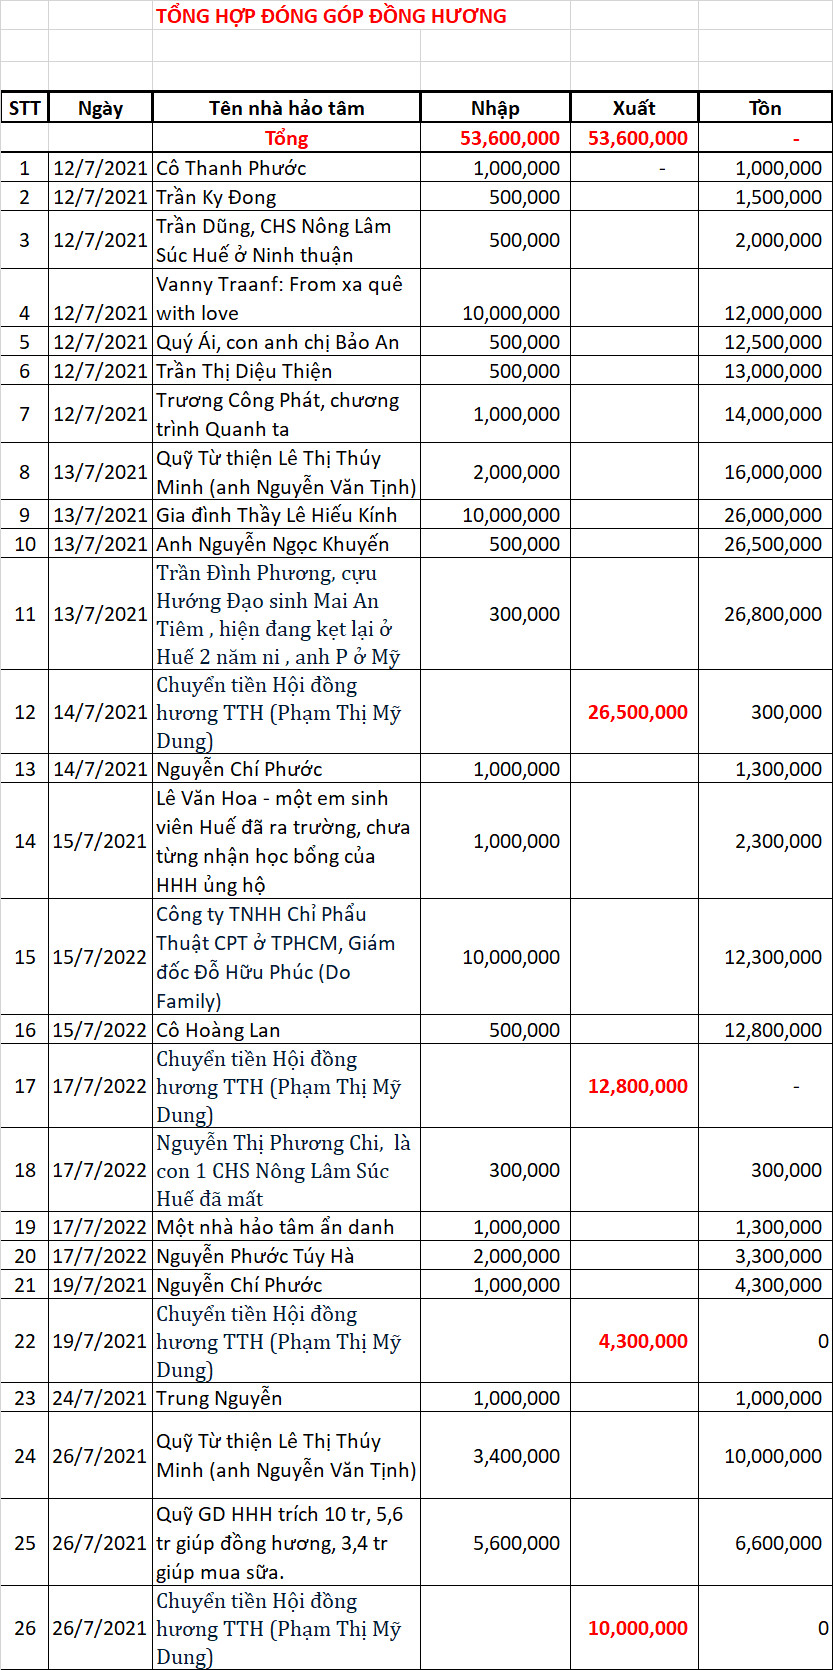 TỔNG HỢP ĐÓNG GÓP ĐỒNG HƯƠNG
STT Ngày Tên nhà hảo tâm Nhập Xuất Tồn
Tổng 53,600,000 53,600,000 -
1 12/7/2021 Cô Thanh Phước 1,000,000 - 1,000,000
2 12/7/2021 Trần Ky Đong 500,000 1,500,000
Trần Dũng, CHS Nông Lâm
3 12/7/2021 Súc Huế ở Ninh thuận 500,000 2,000,000
Vanny Traanf: From xa quê
4 12/7/2021 with love 10,000,000 12,000,000
5 12/7/2021 Quý Ái, con anh chị Bảo An 500,000 12,500,000
6 12/7/2021 Trần Thị Diệu Thiện 500,000 13,000,000
Trương Công Phát, chương
7 12/7/2021 trình Quanh ta 1,000,000 14,000,000
Quỹ Từ thiện Lê Thị Thúy
8 13/7/2021 Minh (anh Nguyễn Văn Tịnh) 2,000,000 16,000,000
9 13/7/2021 Gia đình Thầy Lê Hiếu Kính 10,000,000 26,000,000
10 13/7/2021 Anh Nguyễn Ngọc Khuyến 500,000 26,500,000
Trần Đình Phương, cựu
Hướng Đạo sinh Mai An
11 13/7/2021 Tiêm , hiện đang kẹt lại ở 300,000 26,800,000
Huế 2 năm ni , anh P ở Mỹ
Chuyển tiền Hội đồng
12 14/7/2021 hương TTH (Phạm Thị Mỹ 26,500,000 300,000
Dung)
13 14/7/2021 Nguyễn Chí Phước 1,000,000 1,300,000
Lê Văn Hoa - một em sinh
viên Huế đã ra trường, chưa
14 15/7/2021 từng nhận học bổng của 1,000,000 2,300,000
HHH ủng hộ
Công ty TNHH Chỉ Phẩu
Thuật CPT ở TPHCM, Giám
15 15/7/2022 đốc Đỗ Hữu Phúc (Do 10,000,000 12,300,000
Family)
16 15/7/2022 Cô Hoàng Lan 500,000 12,800,000
Chuyển tiền Hội đồng
17 17/7/2022 hương TTH (Phạm Thị Mỹ 12,800,000 -
Dung)
Nguyễn Thị Phương Chi, là
18 17/7/2022 con 1 CHS Nông Lâm Súc 300,000 300,000
Huế đã mất
19 17/7/2022 Một nhà hảo tâm ẩn danh 1,000,000 1,300,000
20 17/7/2022 Nguyễn Phước Túy Hà 2,000,000 3,300,000
21 19/7/2021 Nguyễn Chí Phước 1,000,000 4,300,000
Chuyển tiền Hội đồng
22 19/7/2021 hương TTH (Phạm Thị Mỹ 4,300,000 0
Dung)
23 24/7/2021 Trung Nguyễn 1,000,000 1,000,000
Quỹ Từ thiện Lê Thị Thúy
24 26/7/2021 Minh (anh Nguyễn Văn Tịnh) 3,400,000 10,000,000
Quỹ GD HHH trích 10 tr, 5,6
25 26/7/2021 tr giúp đồng hương, 3,4 tr 5,600,000 6,600,000
giúp mua sữa.
Chuyển tiền Hội đồng
26 26/7/2021 hương TTH (Phạm Thị Mỹ 10,000,000 0
Dung)